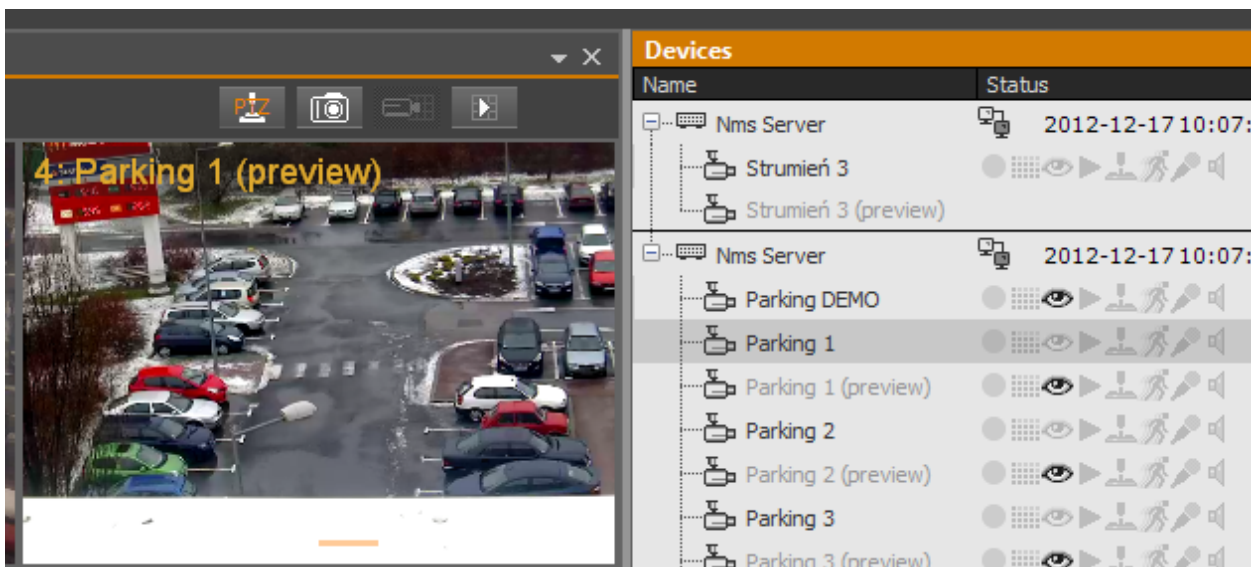 Devices
Name Status
PTZ
4: Parking 1 (preview)
Nms Server 2012-12-17 10:07:
Strumień 3
Strumień 3 (preview)
Nms Server 2012-12-17 10:07:
Parking DEMO
Parking 1
Parking 1 (preview)
Parking 2
Parking 2 (preview)
Parking 3
Parking 3 (preview)